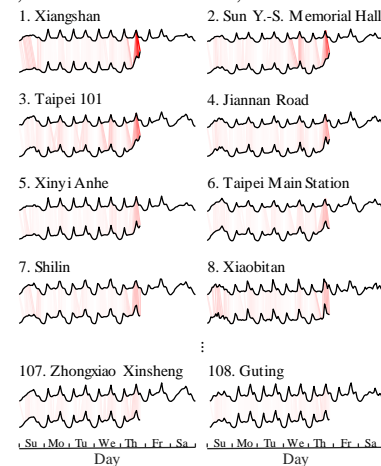 1. Xiangshan
2. Sun Y.-S. Memorial Hall
3. Taipei 101
4. Jiannan Road
5. Xinyi Anhe
6. Taipei Main Station
7. Shilin
8. Xiaobitan
⋮
107. Zhongxiao Xinsheng
108. Guting
Su Mo Tu We Th Fr Sa
Su Mo Tu We Th Fr Sa
Day
Day